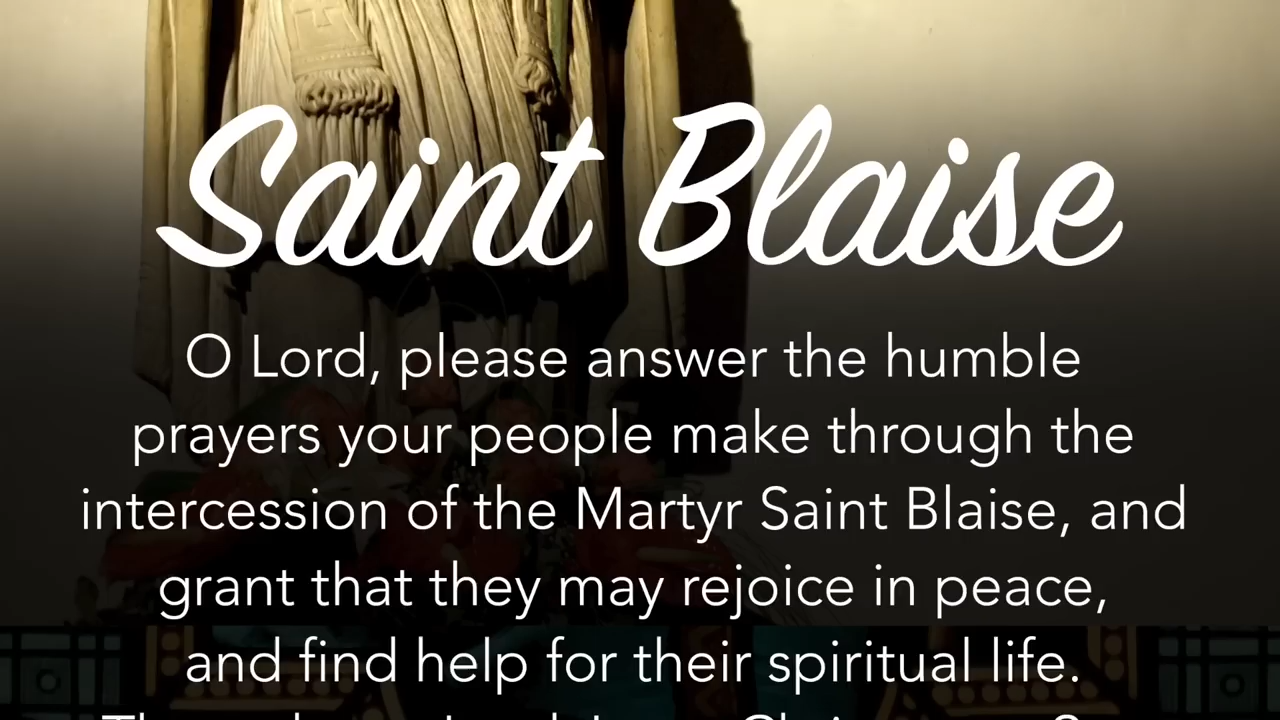 Saint Blaise
O Lord, please answer the humble
prayers your people make through the
intercession of the Martyr Saint Blaise, and
grant that they may rejoice in peace,
and find help for their spiritual life.